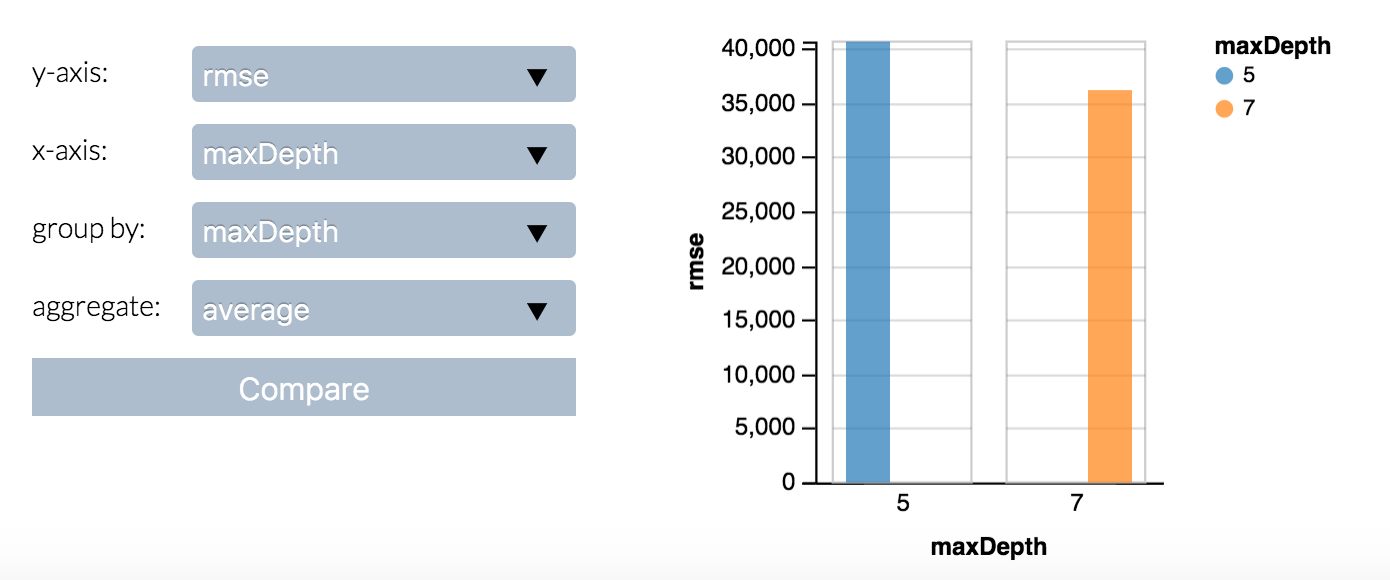 y-axis:
rmse
x-axis:
maxDepth
group by:
maxDepth
aggregate:
average
Compare
40,000
35,000
30,000
25,000
20,000
15,000
10,000
5,000
0
rmse
5
7
maxDepth
maxDepth
5
7